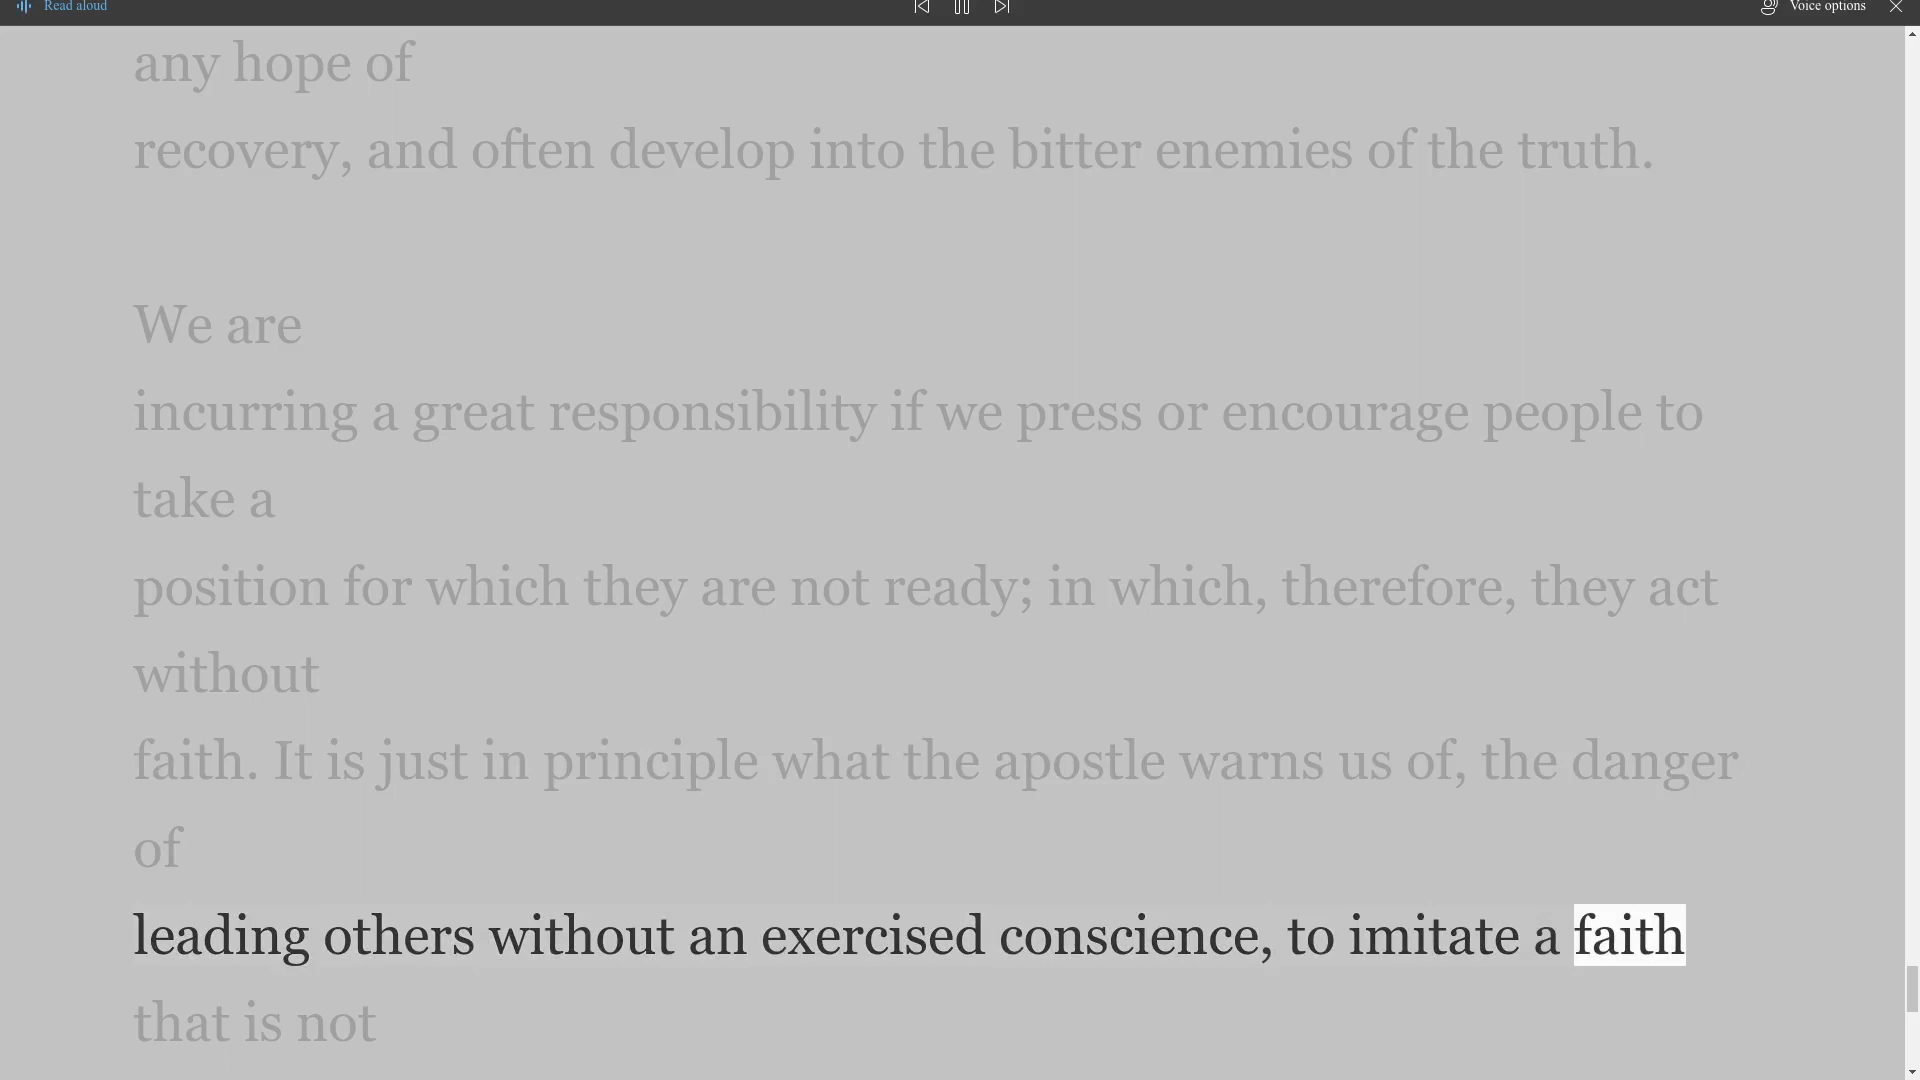 Read aloud
Voice options
any hope of
recovery, and often develop into the bitter enemies of the truth.
We are
incurring a great responsibility if we press or encourage people to
take a
position for which they are not ready; in which, therefore, they act
without
faith. It is just in principle what the apostle warns us of, the danger
of
leading others without an exercised conscience, to imitate a faith
that is not